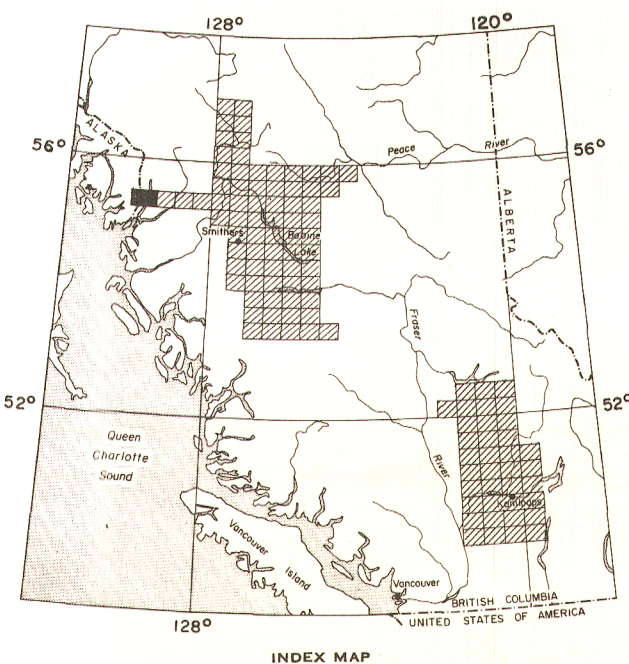 128°
120°
ALASKA
56°
Peace
River
56°
ALBERTA
Smithers
Babine
Lake
Fraser
52°
52°
Queen
Charlotte
Sound
River
Kamloops
Vancouver
Island
Vancouver
BRITISH COLUMBIA
UNITED STATES OF AMERICA
128°
INDEX MAP